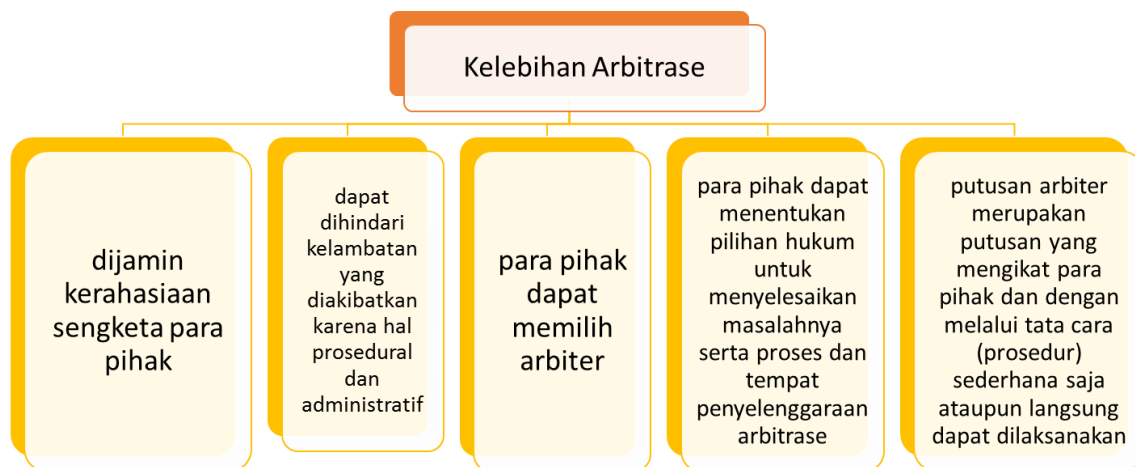 Kelebihan Arbitrase
dijamin
kerahasiaan
sengketa para
pihak
dapat
dihindari
kelambatan
yang
diakibatkan
karena hal
prosedural
dan
administratif
para pihak
dapat
memilih
arbiter
para pihak dapat
menentukan
pilihan hukum
untuk
menyelesaikan
masalahnya
serta proses dan
tempat
penyelenggaraan
arbitrase
putusan arbiter
merupakan
putusan yang
mengikat para
pihak dan dengan
melalui tata cara
(prosedur)
sederhana saja
ataupun langsung
dapat dilaksanakan